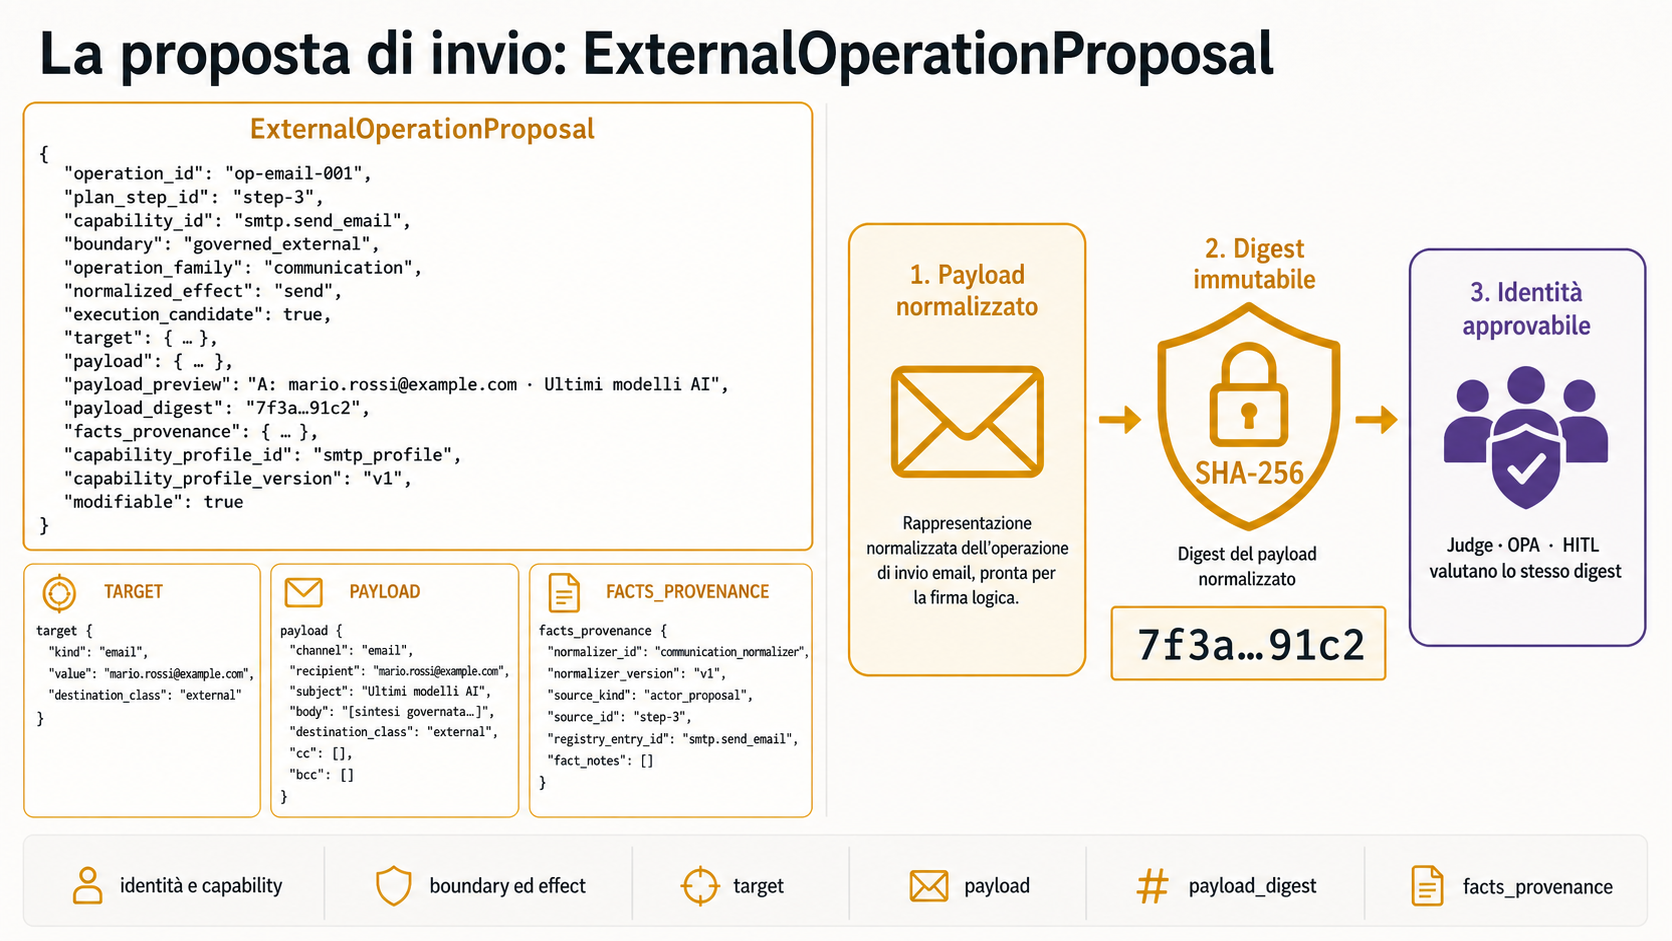 La proposta di invio: ExternalOperationProposal
ExternalOperationProposal
{
"operation_id": "op-email-001",
"plan_step_id": "step-3",
"capability_id": "smtp.send_email",
"boundary": "governed_external",
"operation_family": "communication",
"normalized_effect": "send",
"execution_candidate": true,
"target": { … },
"payload": { … },
"payload_preview": "A: mario.rossi@example.com · Ultimi modelli AI",
"payload_digest": "7f3a…91c2",
"facts_provenance": { … },
"capability_profile_id": "smtp_profile",
"capability_profile_version": "v1",
"modifiable": true
}
TARGET
target {
"kind": "email",
"value": "mario.rossi@example.com",
"destination_class": "external"
}
PAYLOAD
payload {
"channel": "email",
"recipient": "mario.rossi@example.com",
"subject": "Ultimi modelli AI",
"body": "[sintesi governata…]",
"destination_class": "external",
"cc": [],
"bcc": []
}
FACTS_PROVENANCE
facts_provenance {
"normalizer_id": "communication_normalizer",
"normalizer_version": "v1",
"source_kind": "actor_proposal",
"source_id": "step-3",
"registry_entry_id": "smtp.send_email",
"fact_notes": []
}
1. Payload
normalizzato
Rappresentazione
normalizzata dell'operazione
di invio email, pronta per
la firma logica.
2. Digest
immutabile
SHA-256
Digest del payload
normalizzato
7f3a…91c2
3. Identità
approvabile
Judge · OPA · HITL
valutano lo stesso digest
identità e capability
boundary ed effect
target
payload
payload_digest
facts_provenance